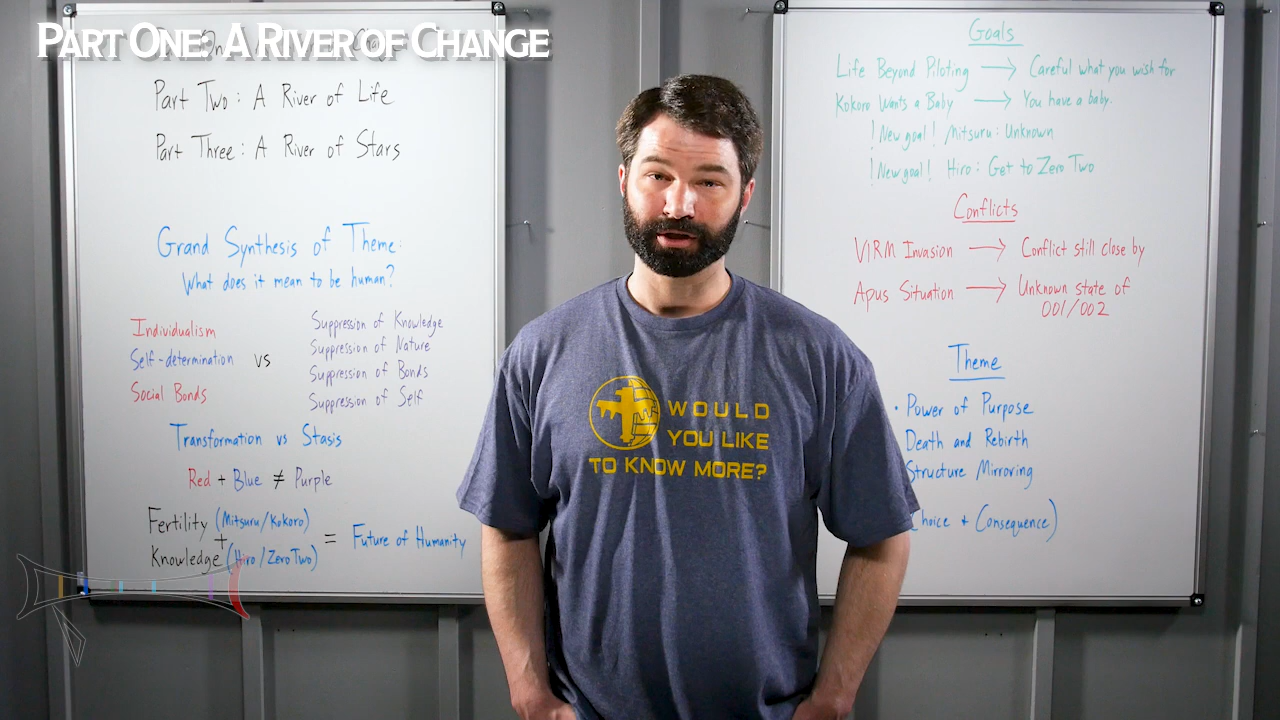 Part One: A River of Change
Part Two: A River of Life
Part Three: A River of Stars
Grand Synthesis of Theme:
What does it mean to be human?
Individualism
Self-determination
Social Bonds
vs
Suppression of Knowledge
Suppression of Nature
Suppression of Bonds
Suppression of Self
Transformation vs Stasis
Red + Blue ≠ Purple
Fertility (Mitsuru/Kokoro)
+
Knowledge (Hiro/Zero Two)
= Future of Humanity
WOULD
YOU LIKE
TO KNOW MORE?
Goals
Life Beyond Piloting → Careful what you wish for
Kokoro Wants a Baby → You have a baby.
! New goal! Mitsuru: Unknown
! New goal! Hiro: Get to Zero Two
Conflicts
VIRM Invasion → Conflict still close by
Apus Situation → Unknown state of
001/002
Theme
• Power of Purpose
Death and Rebirth
Structure Mirroring
& Consequence)